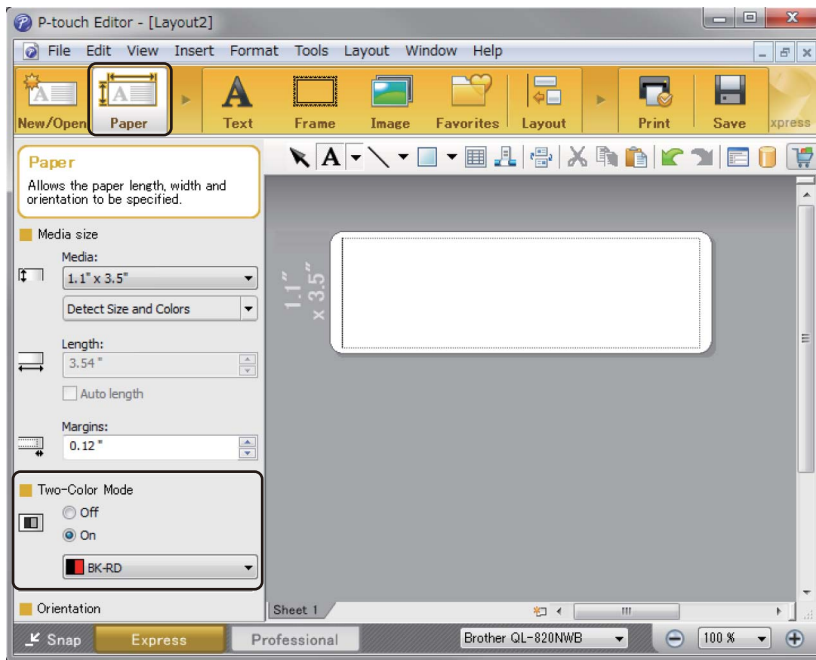 P-touch Editor - [Layout2]
File Edit View Insert Format Tools Layout Window Help
New/Open Paper Text Frame Image Favorites Layout Print Save xpress
A A A
Paper
Allows the paper length, width and
orientation to be specified.
Media size
Media:
1.1" x 3.5"
Detect Size and Colors
Length:
3.54 "
Auto length
Margins:
0.12 "
Two-Color Mode
Off
On
BK-RD
Orientation
A
1.1"
x 3.5"
Sheet 1
Snap Express Professional Brother QL-820NWB 100 %